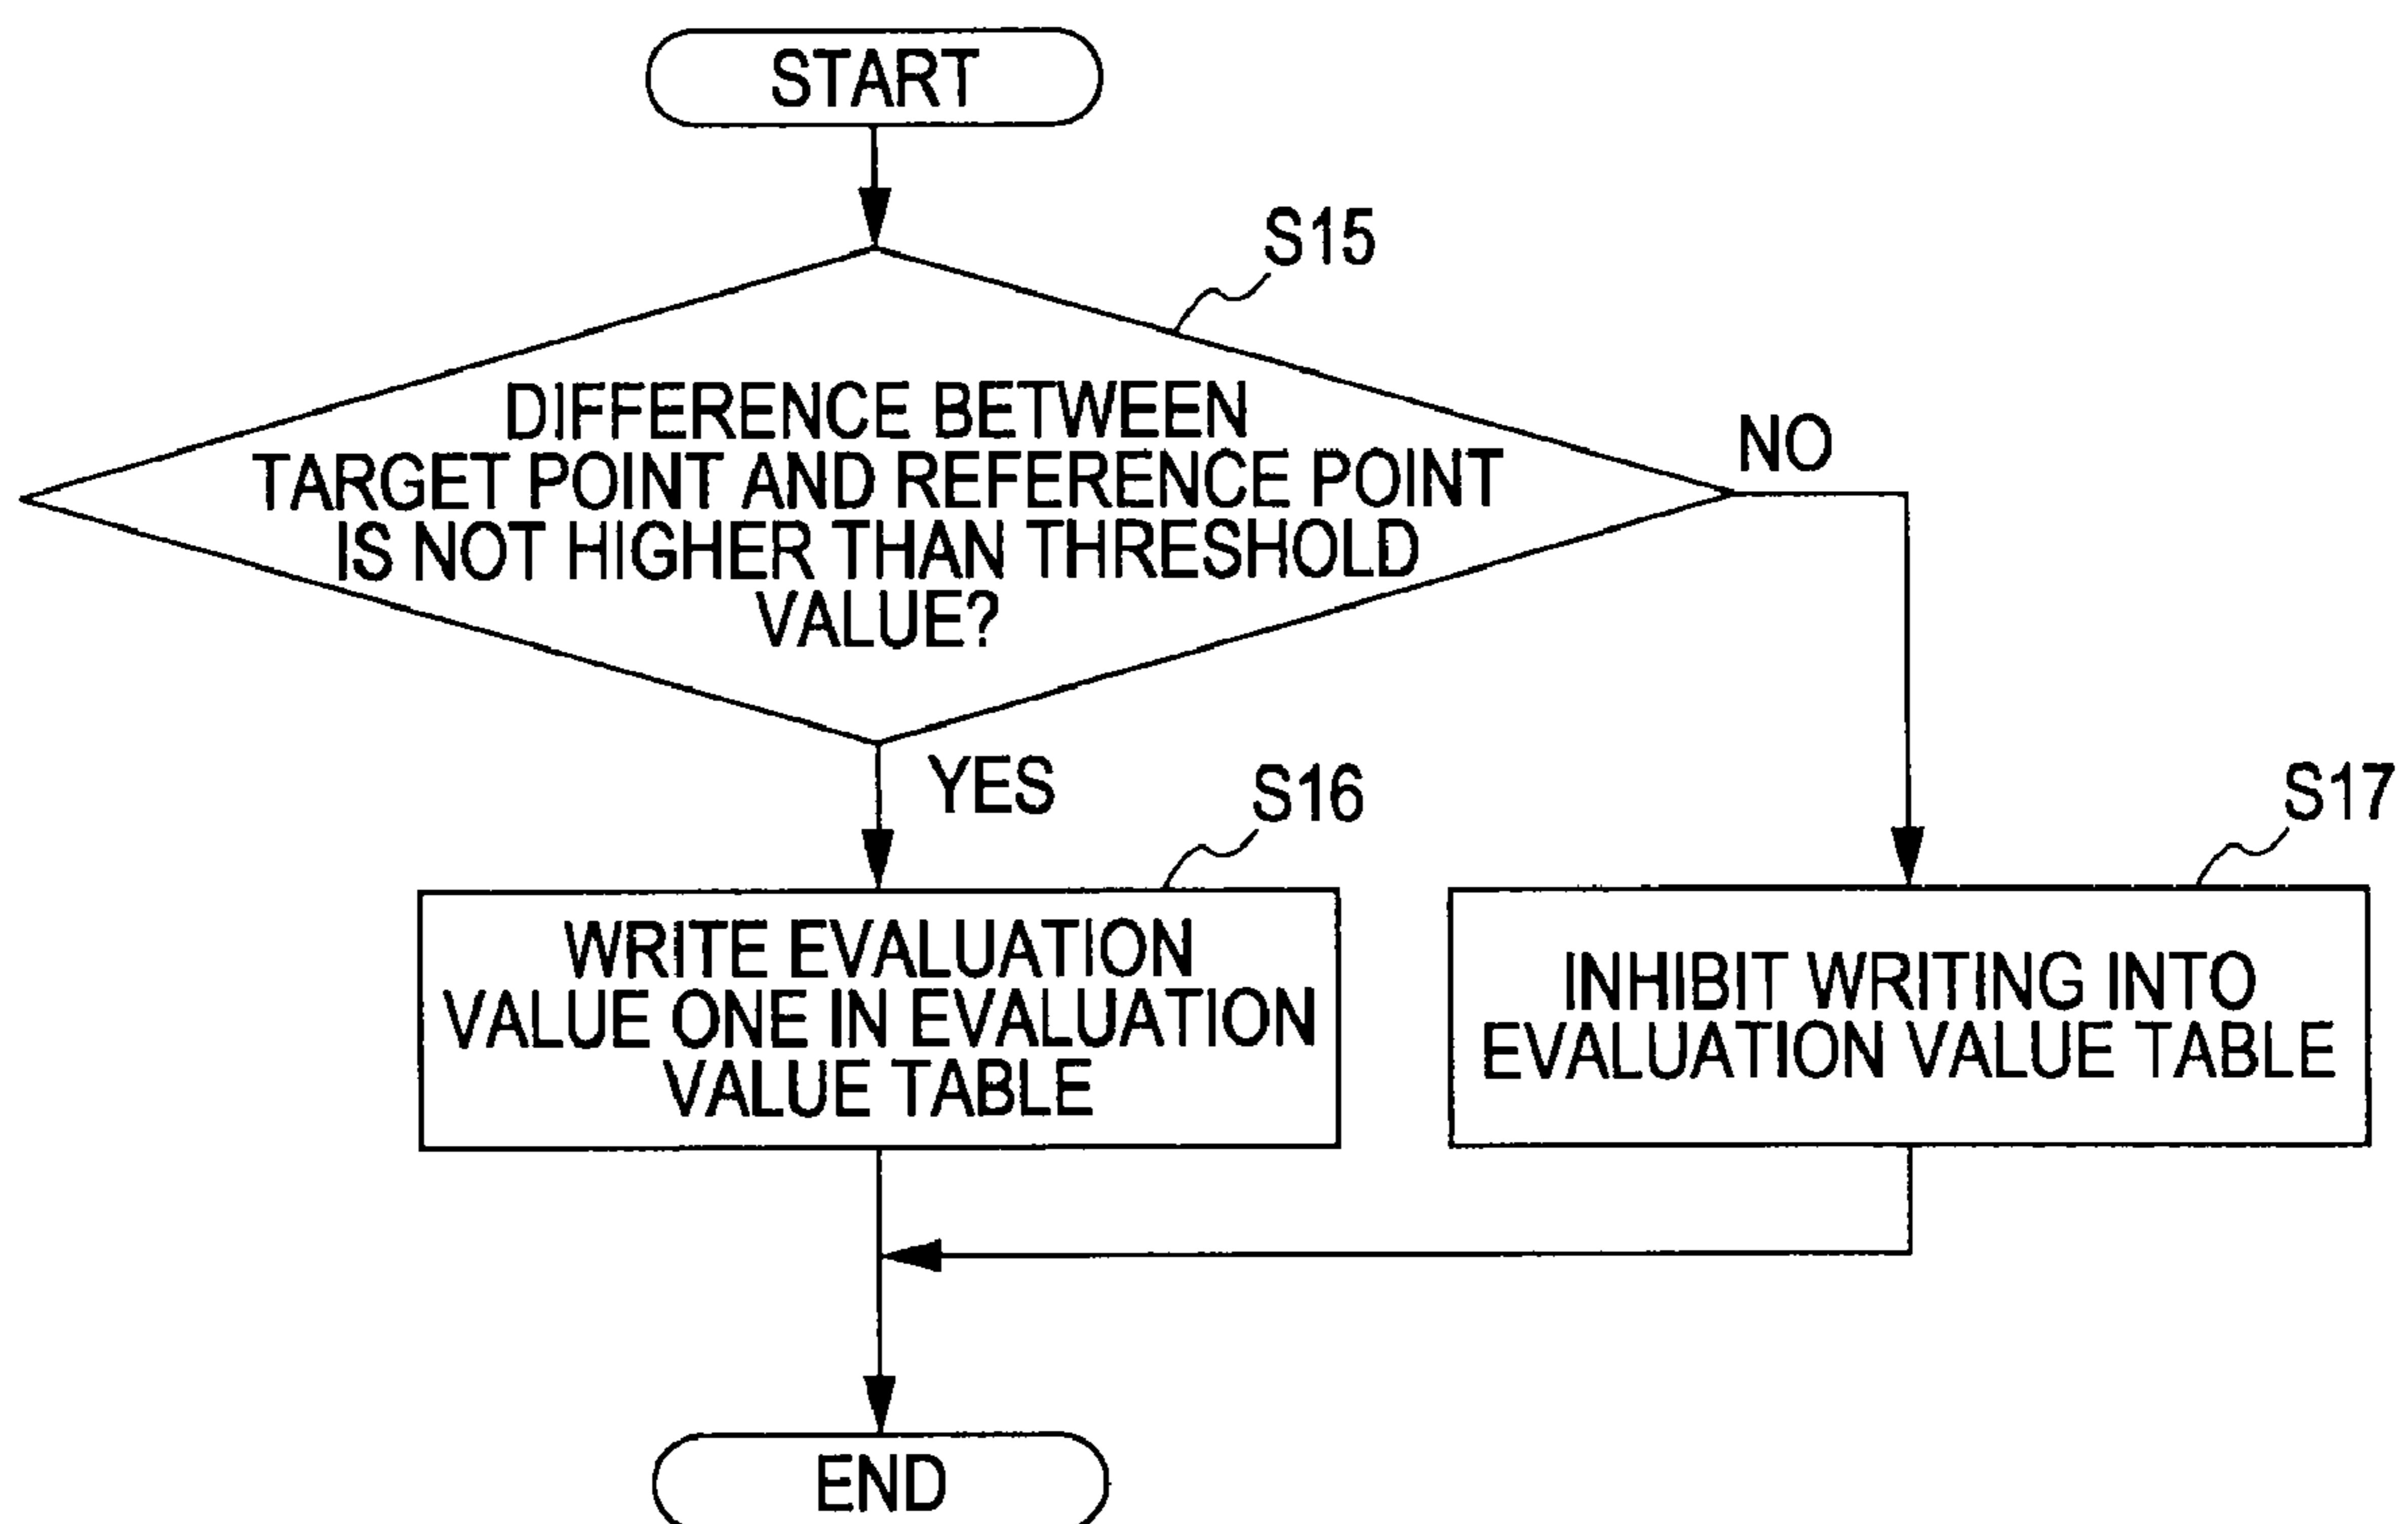 START
S15
DIFFERENCE BETWEEN
TARGET POINT AND REFERENCE POINT
IS NOT HIGHER THAN THRESHOLD
VALUE?
NO
YES
S16
S17
WRITE EVALUATION
VALUE ONE IN EVALUATION
VALUE TABLE
INHIBIT WRITING INTO
EVALUATION VALUE TABLE
END